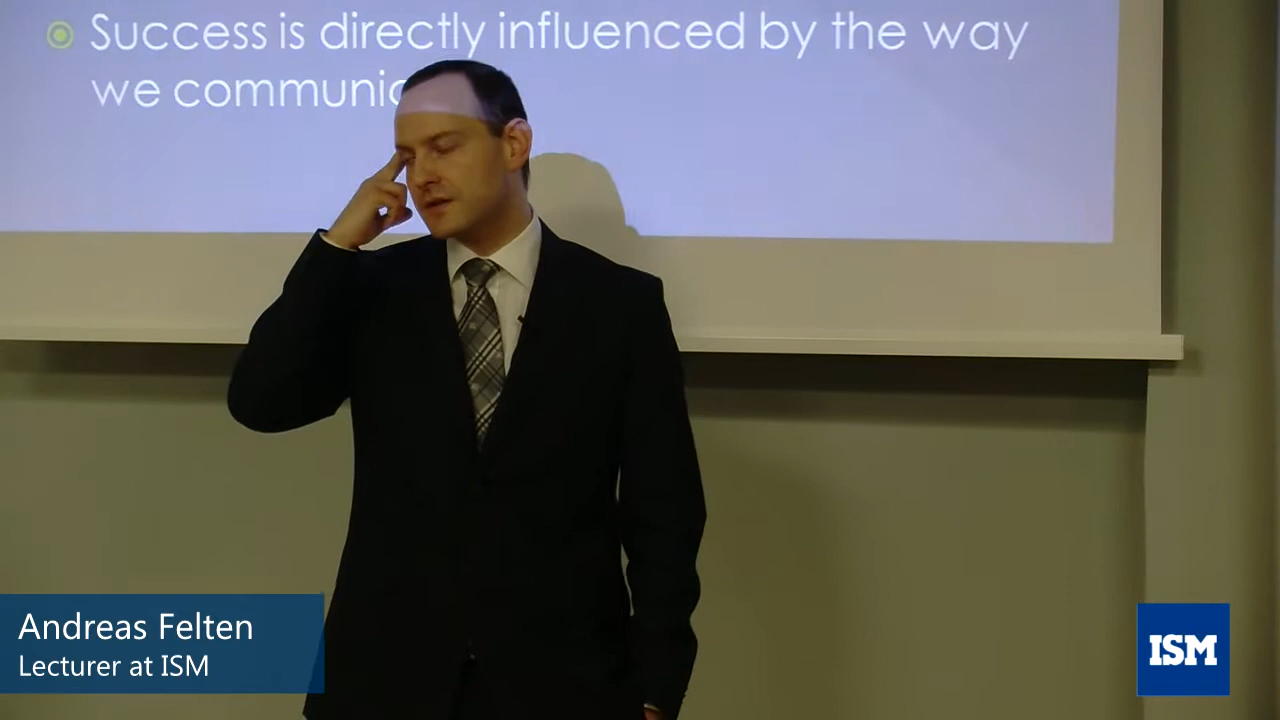 Success is directly influenced by the way
we communic
Andreas Felten
Lecturer at ISM
ISM